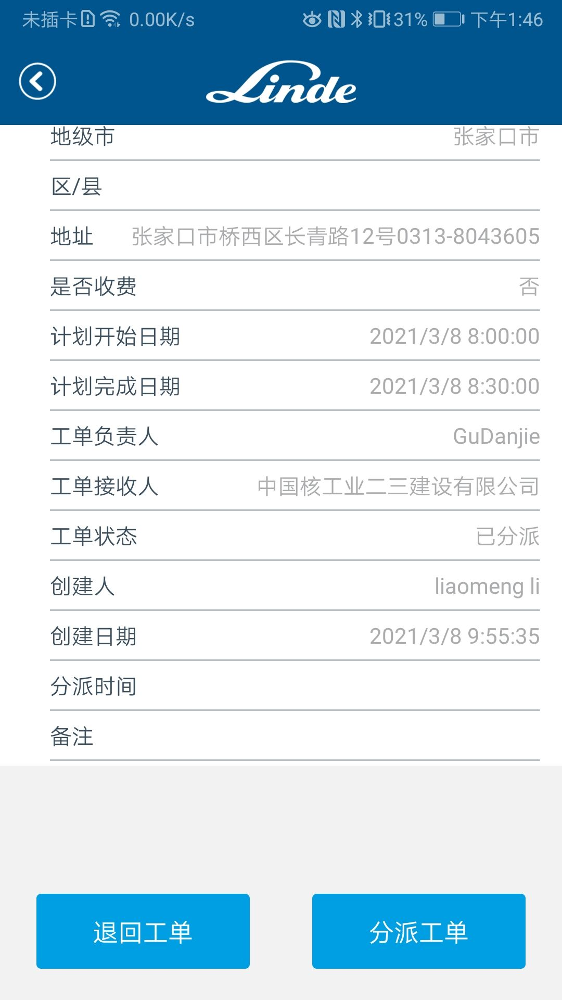 未插卡 0.00K/s 31% 下午1:46
Linde
地级市 张家口市
区/县
地址 张家口市桥西区长青路12号0313-8043605
是否收费 否
计划开始日期 2021/3/8 8:00:00
计划完成日期 2021/3/8 8:30:00
工单负责人 GuDanjie
工单接收人 中国核工业二三建设有限公司
工单状态 已分派
创建人 liaomeng li
创建日期 2021/3/8 9:55:35
分派时间
备注
退回工单 分派工单